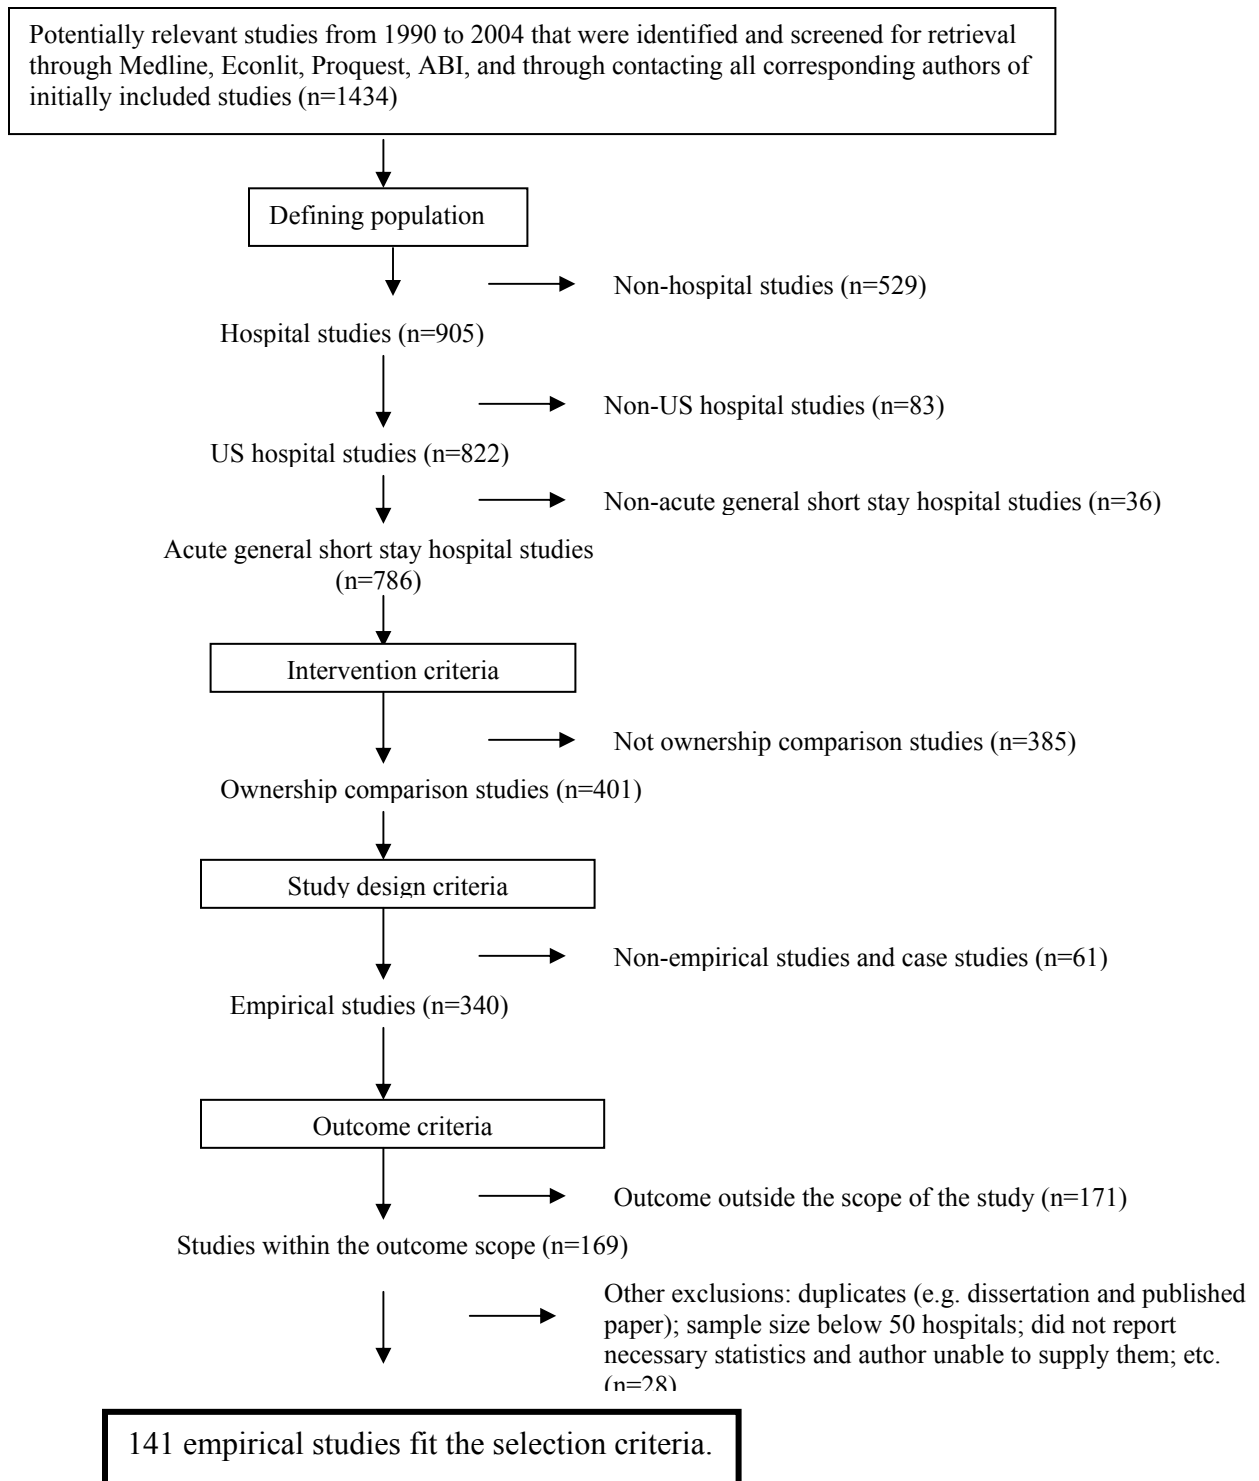 Potentially relevant studies from 1990 to 2004 that were identified and screened for retrieval
through Medline, Econlit, Proquest, ABI, and through contacting all corresponding authors of
initially included studies (n=1434)
Defining population
Non-hospital studies (n=529)
Hospital studies (n=905)
Non-US hospital studies (n=83)
US hospital studies (n=822)
Non-acute general short stay hospital studies (n=36)
Acute general short stay hospital studies
(n=786)
Intervention criteria
Not ownership comparison studies (n=385)
Ownership comparison studies (n=401)
Study design criteria
Non-empirical studies and case studies (n=61)
Empirical studies (n=340)
Outcome criteria
Outcome outside the scope of the study (n=171)
Studies within the outcome scope (n=169)
Other exclusions: duplicates (e.g. dissertation and published
paper); sample size below 50 hospitals; did not report
necessary statistics and author unable to supply them; etc.
(n=28)
141 empirical studies fit the selection criteria.